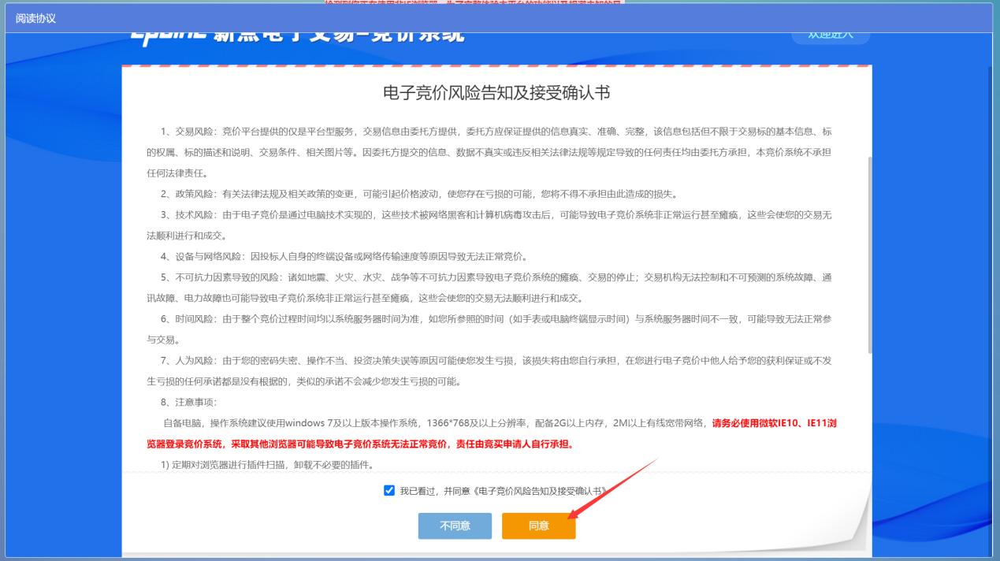 阅读协议
新点电子交易-竞价系统
欢迎进入
电子竞价风险告知及接受确认书
1、交易风险：竞价平台提供的仅是平台型服务，交易信息由委托方提供，委托方应保证提供的信息真实、准确、完整，该信息包括但不限于交易标的基本信息、标
的权属、标的描述和说明、交易条件、相关图片等。因委托方提交的信息、数据不真实或违反相关法律法规等规定导致的任何责任均由委托方承担，本竞价系统不承担
任何法律责任。
2、政策风险：有关法律法规及相关政策的变更，可能引起价格波动，使您存在亏损的可能，您将不得不承担由此造成的损失。
3、技术风险：由于电子竞价是通过电脑技术实现的，这些技术被网络黑客和计算机病毒攻击后，可能导致电子竞价系统非正常运行甚至瘫痪，这些会使您的交易无
法顺利进行和成交。
4、设备与网络风险：因投标人自身的终端设备或网络传输速度等原因导致无法正常竞价。
5、不可抗力因素导致的风险：诸如地震、火灾、水灾、战争等不可抗力因素导致电子竞价系统的瘫痪、交易的停止；交易机构无法控制和不可预测的系统故障、通
讯故障、电力故障也可能导致电子竞价系统非正常运行甚至瘫痪，这些会使您的交易无法顺利进行和成交。
6、时间风险：由于整个竞价过程时间均以系统服务器时间为准，如您所参照的时间（如手表或电脑终端显示时间）与系统服务器时间不一致，可能导致无法正常参
与交易。
7、人为风险：由于您的密码失密、操作不当、投资决策失误等原因可能使您发生亏损，该损失将由您自行承担，在您进行电子竞价中他人给予您的获利保证或不发
生亏损的任何承诺都是没有根据的，类似的承诺不会减少您发生亏损的可能。
8、注意事项：
自备电脑，操作系统建议使用windows 7及以上版本操作系统，1366*768及以上分辨率，配备2G以上内存，2M以上有线宽带网络，请务必使用微软IE10、IE11浏
览器登录竞价系统，采取其他浏览器可能导致电子竞价系统无法正常竞价，责任由竞买申请人自行承担。
1) 定期对浏览器进行插件扫描，卸载不必要的插件。
我已看过，并同意《电子竞价风险告知及接受确认书》
不同意
同意